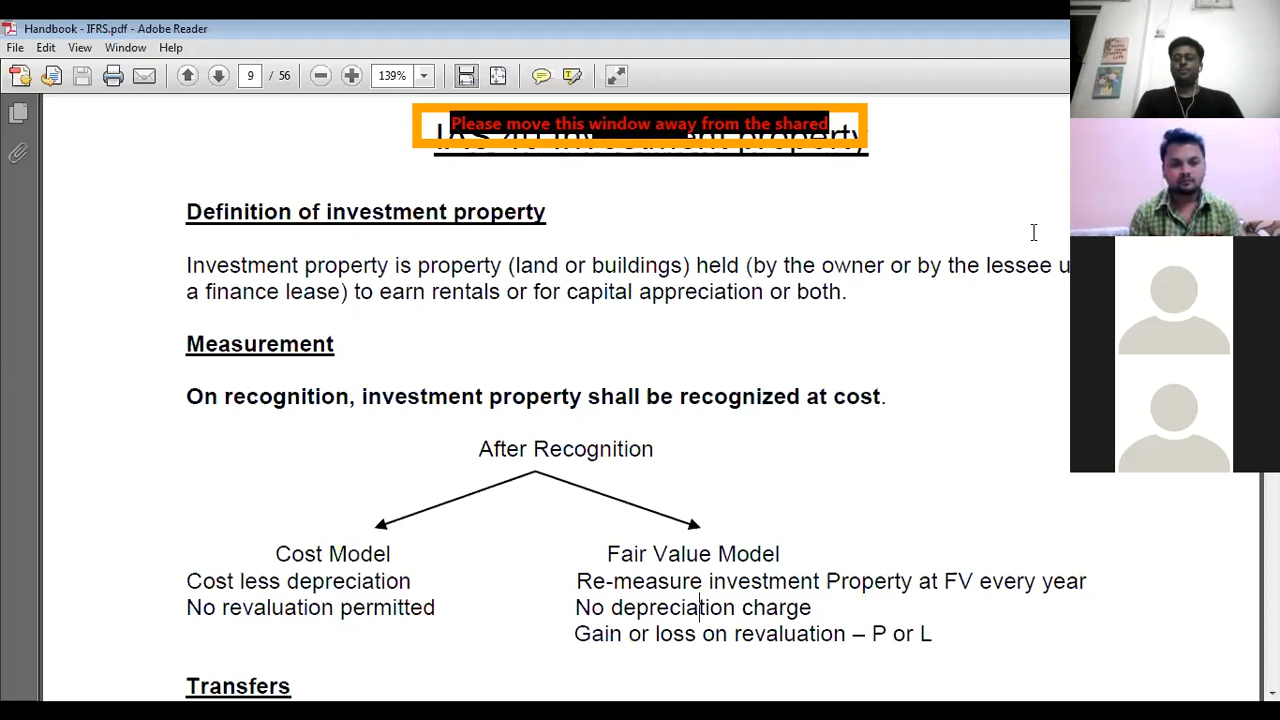 Handbook - IFRS.pdf - Adobe Reader
File Edit View Window Help
9 / 56 139%
Please move this window away from the shared
IAS 40 Investment property
Definition of investment property
Investment property is property (land or buildings) held (by the owner or by the lessee
a finance lease) to earn rentals or for capital appreciation or both.
Measurement
On recognition, investment property shall be recognized at cost.
After Recognition
Cost Model Fair Value Model
Cost less depreciation Re-measure investment Property at FV every year
No revaluation permitted No depreciation charge
Gain or loss on revaluation – P or L
Transfers